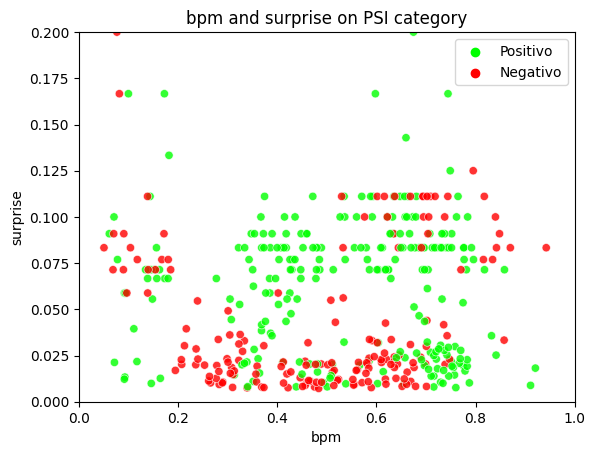 bpm and surprise on PSI category
Positivo
Negativo
surprise
0.200
0.175
0.150
0.125
0.100
0.075
0.050
0.025
0.000
0.0 0.2 0.4 0.6 0.8 1.0
bpm